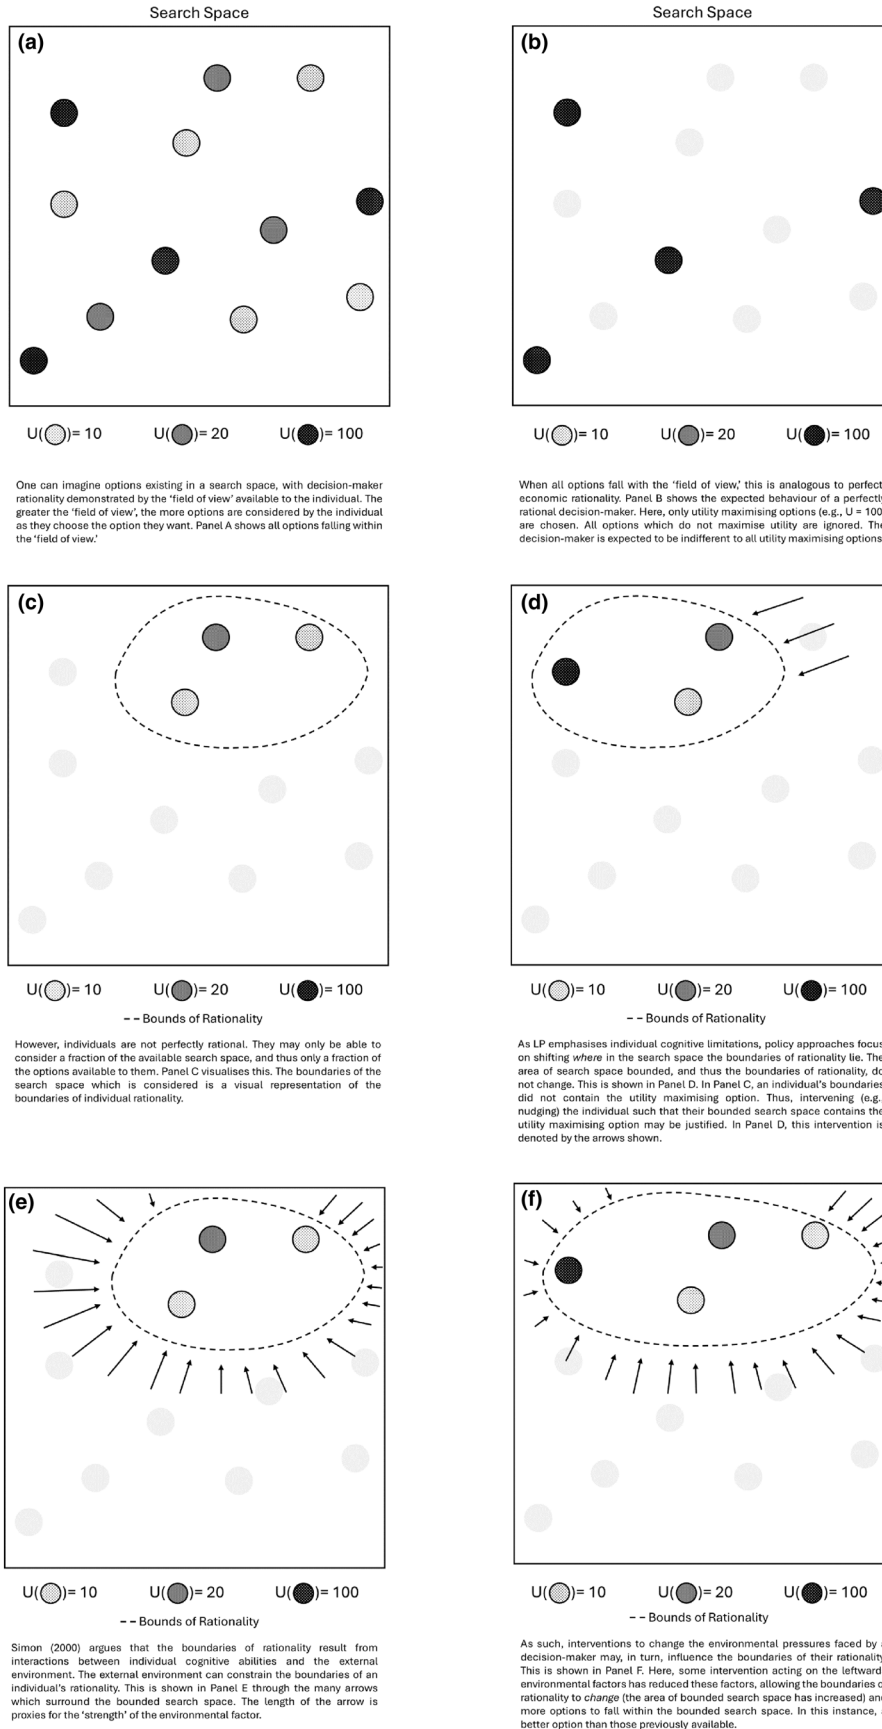 Search Space
(a)
U( )= 10 U( )= 20 U( )= 100
One can imagine options existing in a search space, with decision-maker
rationality demonstrated by the ‘field of view’ available to the individual. The
greater the ‘field of view’, the more options are considered by the individual
as they choose the option they want. Panel A shows all options falling within
the ‘field of view.’
Search Space
(b)
U( )= 10 U( )= 20 U( )= 100
When all options fall with the ‘field of view,’ this is analogous to perfect
economic rationality. Panel B shows the expected behaviour of a perfectly
rational decision-maker. Here, only utility maximising options (e.g., U = 100
are chosen. All options which do not maximise utility are ignored. The
decision-maker is expected to be indifferent to all utility maximising options
(c)
U( )= 10 U( )= 20 U( )= 100
-- Bounds of Rationality
However, individuals are not perfectly rational. They may only be able to
consider a fraction of the available search space, and thus only a fraction of
the options available to them. Panel C visualises this. The boundaries of the
search space which is considered is a visual representation of the
boundaries of individual rationality.
(d)
U( )= 10 U( )= 20 U( )= 100
-- Bounds of Rationality
As LP emphasises individual cognitive limitations, policy approaches focus
on shifting where in the search space the boundaries of rationality lie. The
area of search space bounded, and thus the boundaries of rationality, do
not change. This is shown in Panel D. In Panel C, an individual’s boundaries
did not contain the utility maximising option. Thus, intervening (e.g.,
nudging) the individual such that their bounded search space contains the
utility maximising option may be justified. In Panel D, this intervention is
denoted by the arrows shown.
(e)
U( )= 10 U( )= 20 U( )= 100
-- Bounds of Rationality
Simon (2000) argues that the boundaries of rationality result from
interactions between individual cognitive abilities and the external
environment. The external environment can constrain the boundaries of an
individual’s rationality. This is shown in Panel E through the many arrows
which surround the bounded search space. The length of the arrow is
proxies for the ‘strength’ of the environmental factor.
(f)
U( )= 10 U( )= 20 U( )= 100
-- Bounds of Rationality
As such, interventions to change the environmental pressures faced by
decision-maker may, in turn, influence the boundaries of their rationality
This is shown in Panel F. Here, some intervention acting on the leftward
environmental factors has reduced these factors, allowing the boundaries
rationality to change (the area of bounded search space has increased) and
more options to fall within the bounded search space. In this instance,
better option than those previously available.